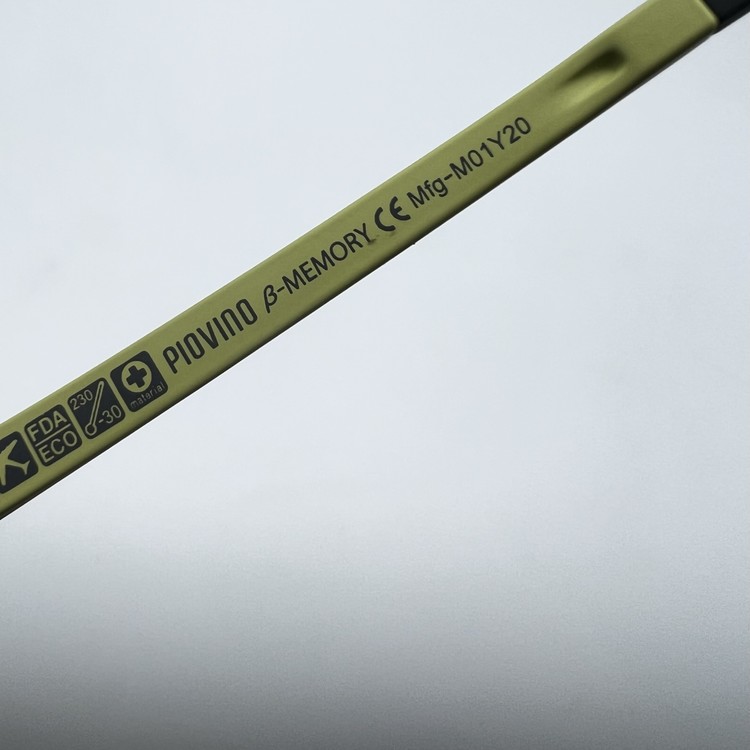 FDA
ECO
230
-30
material
PIOVINO β-MEMORY CE Mfg-M01Y20